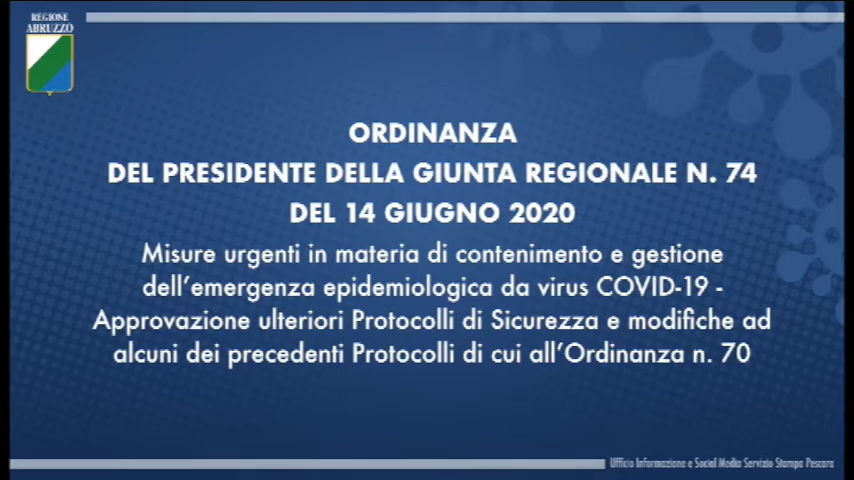 REGIONE
ABRUZZO
ORDINANZA
DEL PRESIDENTE DELLA GIUNTA REGIONALE N. 74
DEL 14 GIUGNO 2020
Misure urgenti in materia di contenimento e gestione
dell'emergenza epidemiologica da virus COVID-19 -
Approvazione ulteriori Protocolli di Sicurezza e modifiche ad
alcuni dei precedenti Protocolli di cui all'Ordinanza n. 70
Ufficio Informazione e Social Media Servizio Stampa Pescara